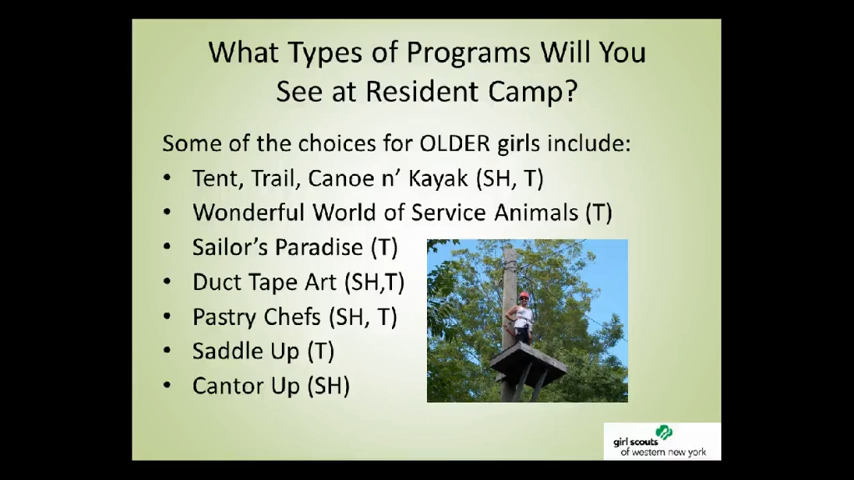 What Types of Programs Will You
See at Resident Camp?
Some of the choices for OLDER girls include:
• Tent, Trail, Canoe n’ Kayak (SH, T)
• Wonderful World of Service Animals (T)
• Sailor’s Paradise (T)
• Duct Tape Art (SH,T)
• Pastry Chefs (SH, T)
• Saddle Up (T)
• Cantor Up (SH)
girl scouts
of western new york